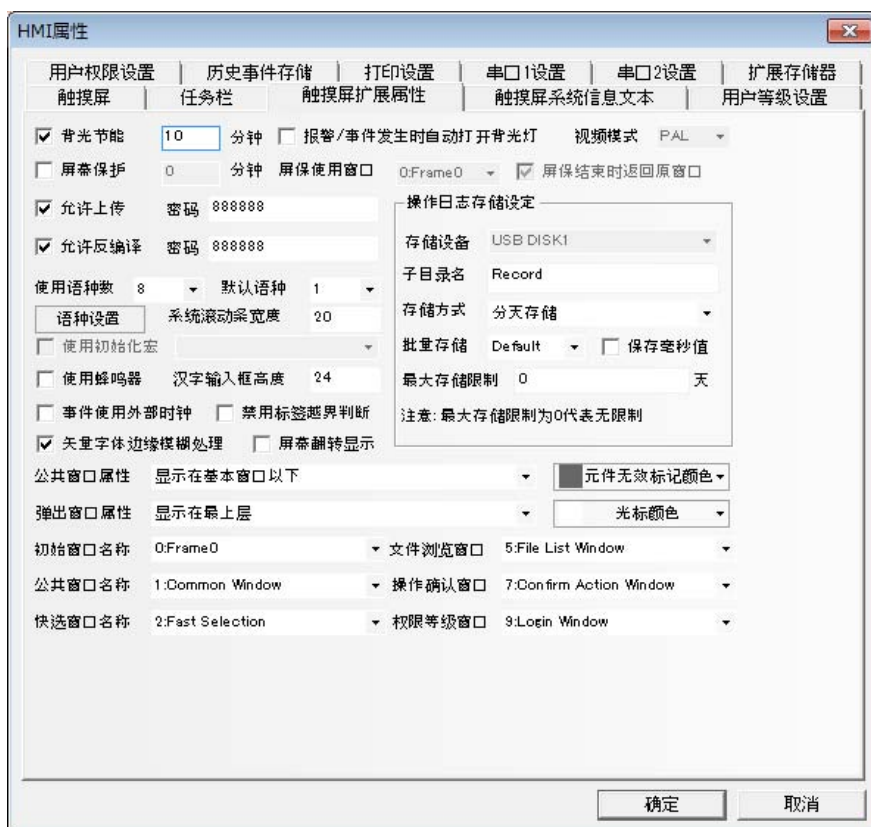 HMI属性
用户权限设置 历史事件存储 打印设置 串口1设置 串口2设置 扩展存储器
触摸屏 任务栏 触摸屏扩展属性 触摸屏系统信息文本 用户等级设置
背光节能 10 分钟 报警/事件发生时自动打开背光灯 视频模式 PAL
屏幕保护 0 分钟 屏保使用窗口 0:Frame0 屏保结束时返回原窗口
允许上传 密码 888888
允许反编译 密码 888888
使用语种数 8 默认语种 1
语种设置 系统滚动条宽度 20
使用初始化宏
使用蜂鸣器 汉字输入框高度 24
事件使用外部时钟 禁用标签越界判断
矢量字体边缘模糊处理 屏幕翻转显示
操作日志存储设定
存储设备 USB DISK1
子目录名 Record
存储方式 分天存储
批量存储 Default 保存毫秒值
最大存储限制 0 天
注意:最大存储限制为0代表无限制
公共窗口属性 显示在基本窗口以下 元件无效标记颜色
弹出窗口属性 显示在最上层 光标颜色
初始窗口名称 0:Frame0 文件浏览窗口 5:File List Window
公共窗口名称 1:Common Window 操作确认窗口 7:Confirm Action Window
快选窗口名称 2:Fast Selection 权限等级窗口 9:Login Window
确定 取消